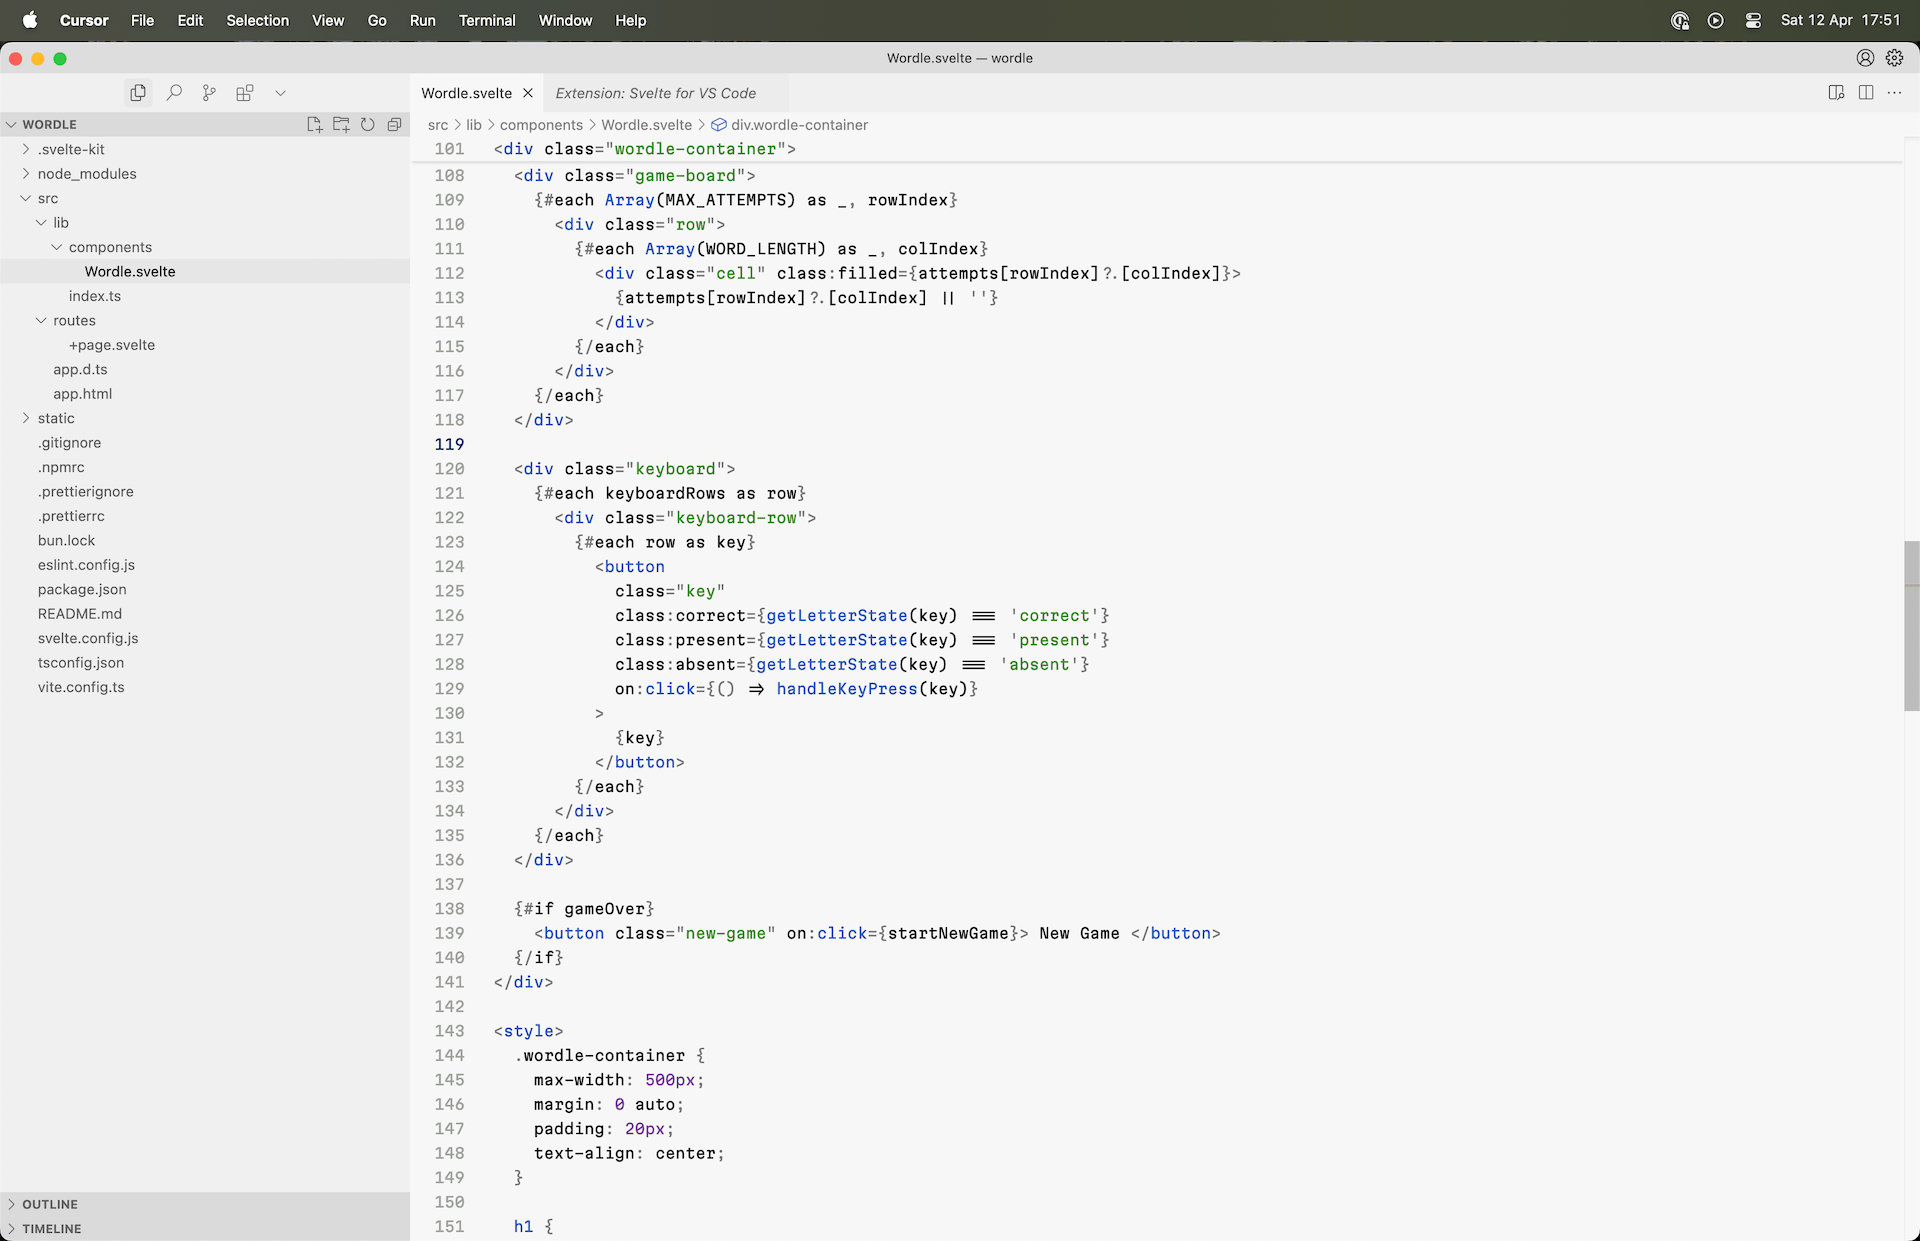 Cursor File Edit Selection View Go Run Terminal Window Help Sat 12 Apr 17:51
Wordle.svelte — wordle
Wordle.svelte Extension: Svelte for VS Code
WORDLE
.svelte-kit
node_modules
src
lib
components
Wordle.svelte
index.ts
routes
+page.svelte
app.d.ts
app.html
static
.gitignore
.npmrc
.prettierignore
.prettierrc
bun.lock
eslint.config.js
package.json
README.md
svelte.config.js
tsconfig.json
vite.config.ts
OUTLINE
TIMELINE
src > lib > components > Wordle.svelte > div.wordle-container
101 <div class="wordle-container">
108 <div class="game-board">
109 {#each Array(MAX_ATTEMPTS) as _, rowIndex}
110 <div class="row">
111 {#each Array(WORD_LENGTH) as _, colIndex}
112 <div class="cell" class:filled={attempts[rowIndex]?.[colIndex]}>
113 {attempts[rowIndex]?.[colIndex] || ''}
114 </div>
115 {/each}
116 </div>
117 {/each}
118 </div>
119
120 <div class="keyboard">
121 {#each keyboardRows as row}
122 <div class="keyboard-row">
123 {#each row as key}
124 <button
125 class="key"
126 class:correct={getLetterState(key) === 'correct'}
127 class:present={getLetterState(key) === 'present'}
128 class:absent={getLetterState(key) === 'absent'}
129 on:click={() => handleKeyPress(key)}
130 >
131 {key}
132 </button>
133 {/each}
134 </div>
135 {/each}
136 </div>
137
138 {#if gameOver}
139 <button class="new-game" on:click={startNewGame}> New Game </button>
140 {/if}
141 </div>
142
143 <style>
144 .wordle-container {
145 max-width: 500px;
146 margin: 0 auto;
147 padding: 20px;
148 text-align: center;
149 }
150
151 h1 {